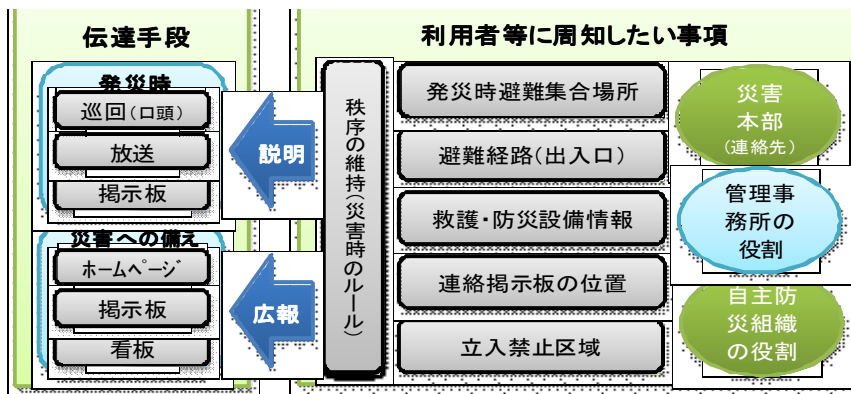 伝達手段
発災時
巡回(口頭)
放送
掲示板
災害への備え
ホームページ
掲示板
看板
説明
広報
利用者等に周知したい事項
秩序の維持(災害時のルール)
発災時避難集合場所
避難経路(出入口)
救護・防災設備情報
連絡掲示板の位置
立入禁止区域
災害
本部
(連絡先)
管理事
務所の
役割
自主防
災組織
の役割